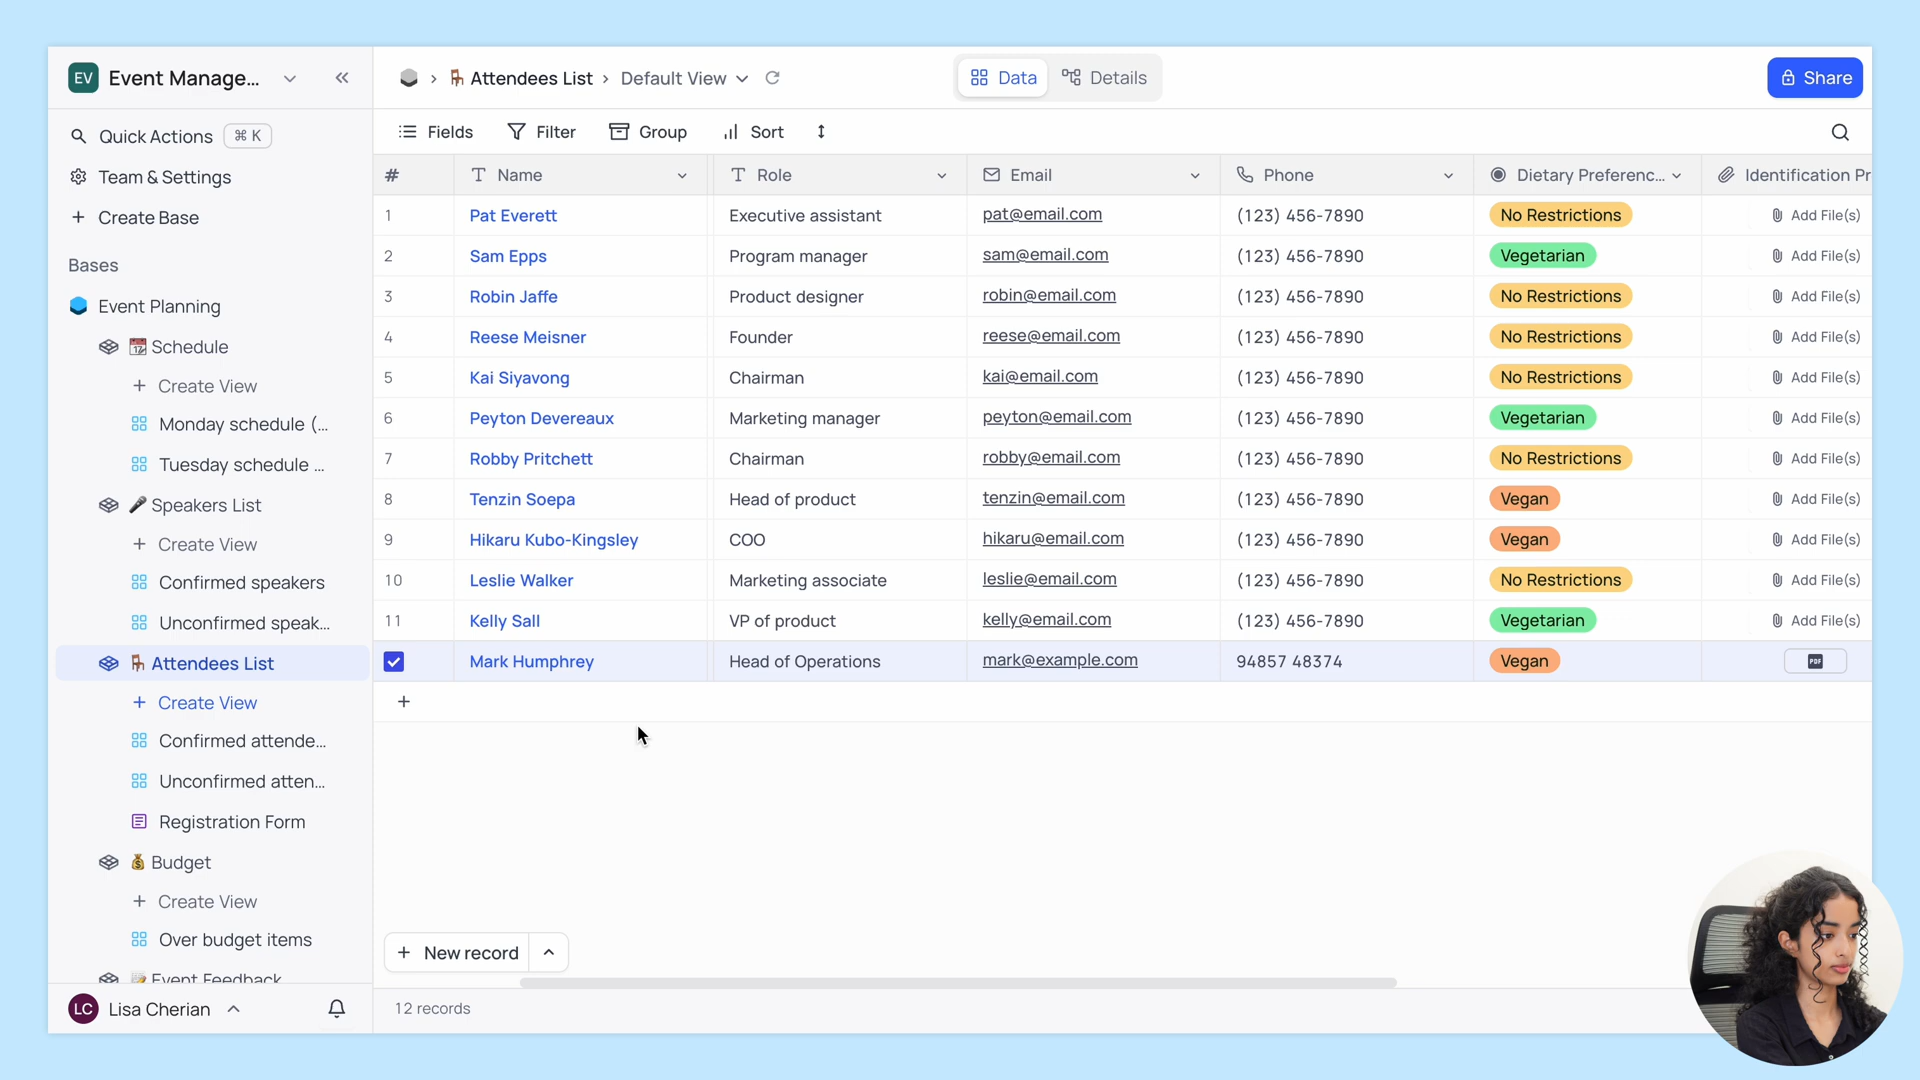 EV Event Manage...
Quick Actions ⌘ K
Team & Settings
+ Create Base
Bases
Event Planning
Schedule
+ Create View
Monday schedule (...
Tuesday schedule ...
Speakers List
+ Create View
Confirmed speakers
Unconfirmed speak...
Attendees List
+ Create View
Confirmed attende...
Unconfirmed atten...
Registration Form
Budget
+ Create View
Over budget items
Event Feedback
LC Lisa Cherian
Attendees List > Default View
Data Details
Share
Fields Filter Group Sort
# Name Role Email Phone Dietary Preferenc... Identification Pr
1 Pat Everett Executive assistant pat@email.com (123) 456-7890 No Restrictions Add File(s)
2 Sam Epps Program manager sam@email.com (123) 456-7890 Vegetarian Add File(s)
3 Robin Jaffe Product designer robin@email.com (123) 456-7890 No Restrictions Add File(s)
4 Reese Meisner Founder reese@email.com (123) 456-7890 No Restrictions Add File(s)
5 Kai Siyavong Chairman kai@email.com (123) 456-7890 No Restrictions Add File(s)
6 Peyton Devereaux Marketing manager peyton@email.com (123) 456-7890 Vegetarian Add File(s)
7 Robby Pritchett Chairman robby@email.com (123) 456-7890 No Restrictions Add File(s)
8 Tenzin Soepa Head of product tenzin@email.com (123) 456-7890 Vegan Add File(s)
9 Hikaru Kubo-Kingsley COO hikaru@email.com (123) 456-7890 Vegan Add File(s)
10 Leslie Walker Marketing associate leslie@email.com (123) 456-7890 No Restrictions Add File(s)
11 Kelly Sall VP of product kelly@email.com (123) 456-7890 Vegetarian Add File(s)
Mark Humphrey Head of Operations mark@example.com 94857 48374 Vegan PDF
+
+ New record
12 records